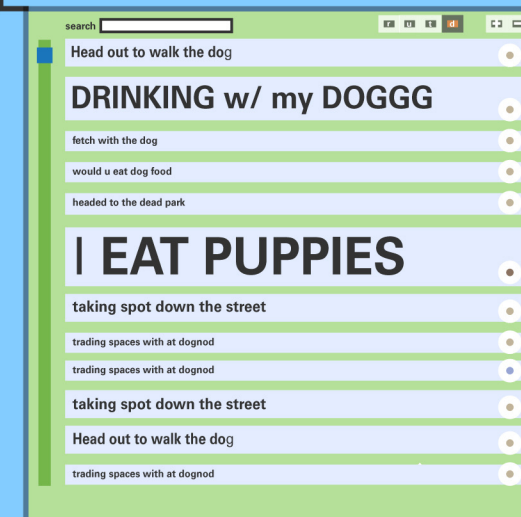 search
r u t d
Head out to walk the dog
DRINKING w/ my DOGGG
fetch with the dog
would u eat dog food
headed to the dead park
I EAT PUPPIES
taking spot down the street
trading spaces with at dognod
trading spaces with at dognod
taking spot down the street
Head out to walk the dog
trading spaces with at dognod